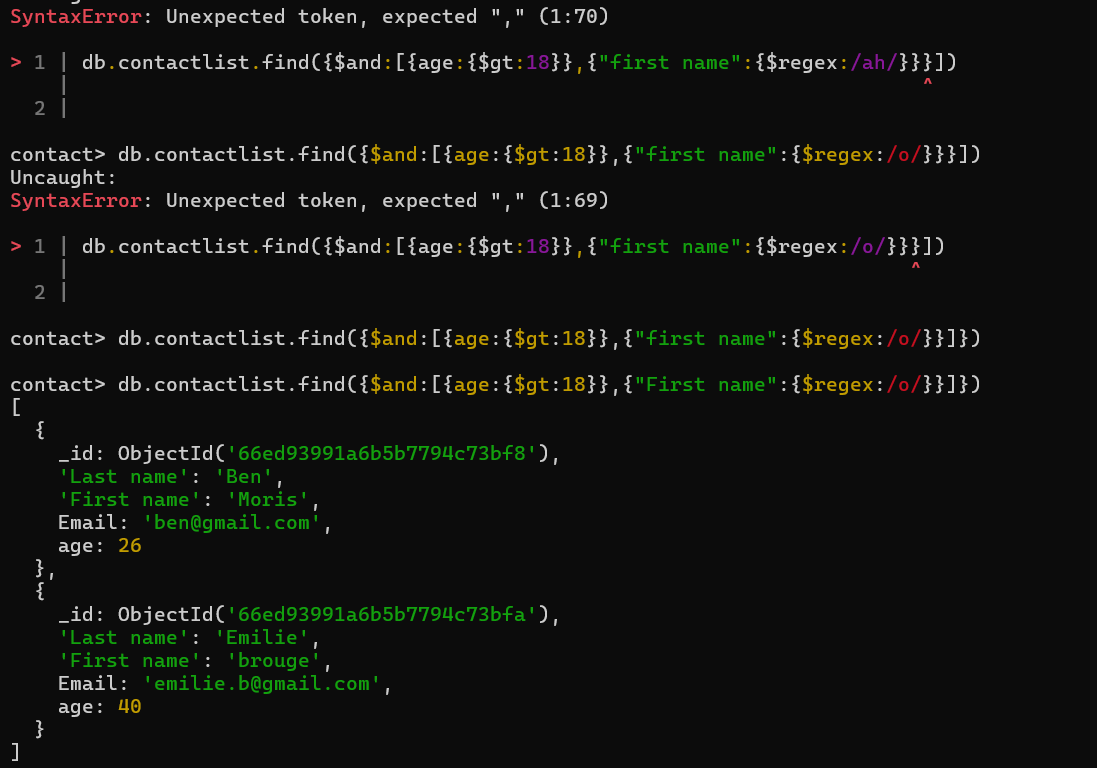 SyntaxError: Unexpected token, expected "," (1:70)
> 1 | db.contactlist.find({$and:[{age:{$gt:18}},{"first name":{$regex:/ah/}}}])
|                                                                       ^
2 |
contact> db.contactlist.find({$and:[{age:{$gt:18}},{"first name":{$regex:/o/}}}])
Uncaught:
SyntaxError: Unexpected token, expected "," (1:69)
> 1 | db.contactlist.find({$and:[{age:{$gt:18}},{"first name":{$regex:/o/}}}])
|                                                                      ^
2 |
contact> db.contactlist.find({$and:[{age:{$gt:18}},{"first name":{$regex:/o/}}]})
contact> db.contactlist.find({$and:[{age:{$gt:18}},{"First name":{$regex:/o/}}]})
[
{
_id: ObjectId('66ed93991a6b5b7794c73bf8'),
'Last name': 'Ben',
'First name': 'Moris',
Email: 'ben@gmail.com',
age: 26
},
{
_id: ObjectId('66ed93991a6b5b7794c73bfa'),
'Last name': 'Emilie',
'First name': 'brouge',
Email: 'emilie.b@gmail.com',
age: 40
}
]